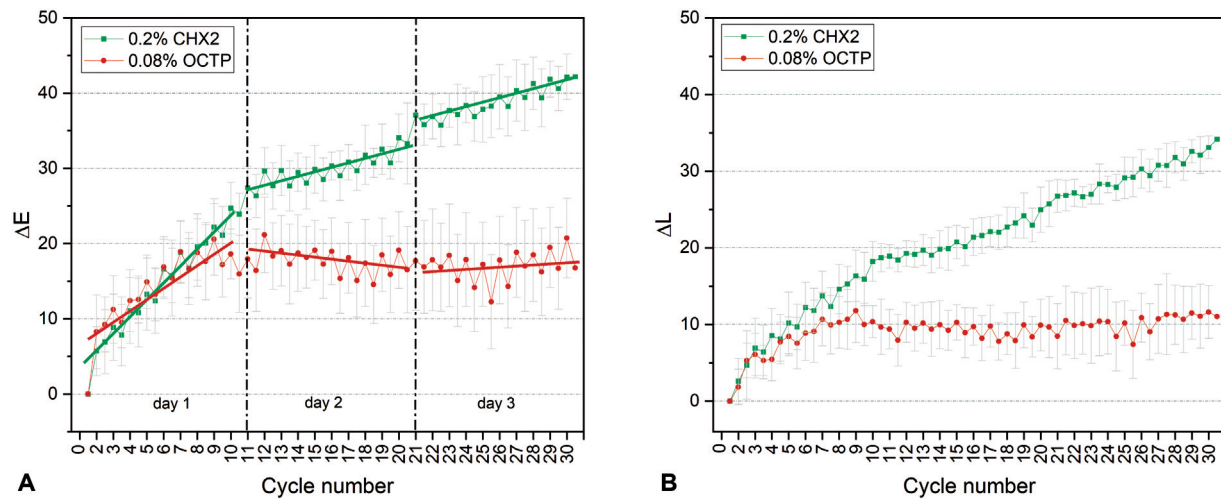 50
40
30
20
10
0
ΔE
0.2% CHX2
0.08% OCTP
day 1
day 2
day 3
0 1 2 3 4 5 6 7 8 9 10 11 12 13 14 15 16 17 18 19 20 21 22 23 24 25 26 27 28 29 30
Cycle number
A
50
40
30
20
10
0
ΔL
0.2% CHX2
0.08% OCTP
0 1 2 3 4 5 6 7 8 9 10 11 12 13 14 15 16 17 18 19 20 21 22 23 24 25 26 27 28 29 30
Cycle number
B